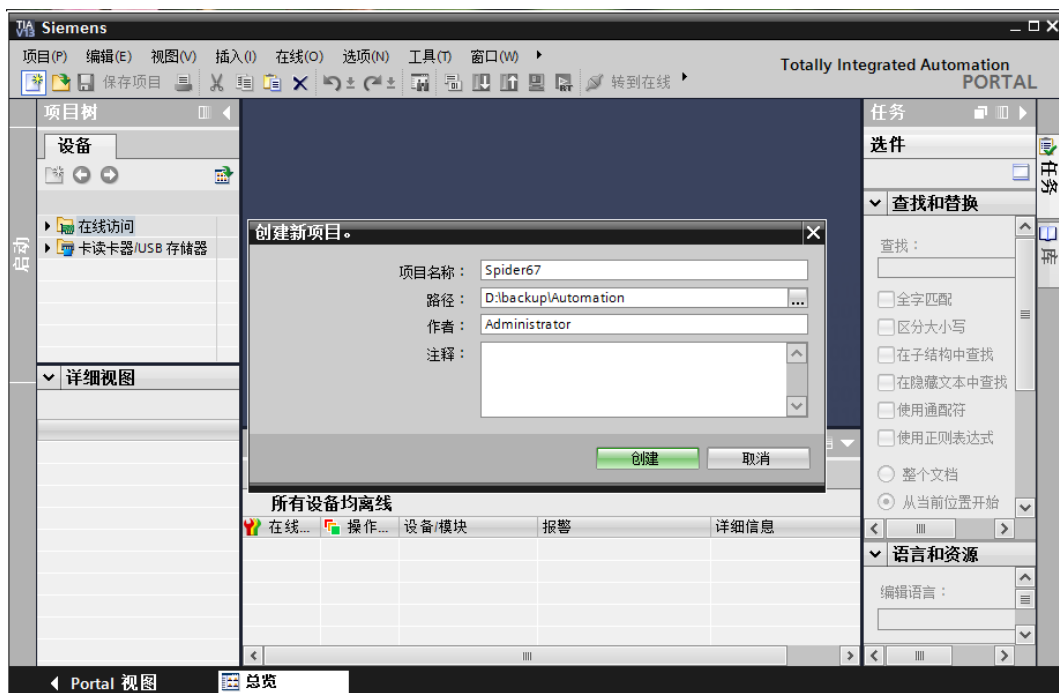 TIA V13 Siemens
项目(P) 编辑(E) 视图(V) 插入(I) 在线(O) 选项(N) 工具(T) 窗口(W)
Totally Integrated Automation
PORTAL
保存项目 转到在线
项目树
任务
设备
选件
在线访问
卡读卡器/USB 存储器
启动
任务
库
查找和替换
查找：
全字匹配
区分大小写
在子结构中查找
在隐藏文本中查找
使用通配符
使用正则表达式
整个文档
从当前位置开始
创建新项目。
项目名称： Spider67
路径： D:\backup\Automation ...
作者： Administrator
注释：
创建 取消
详细视图
所有设备均离线
在线... 操作... 设备/模块 报警 详细信息
语言和资源
编辑语言：
Portal 视图 总览